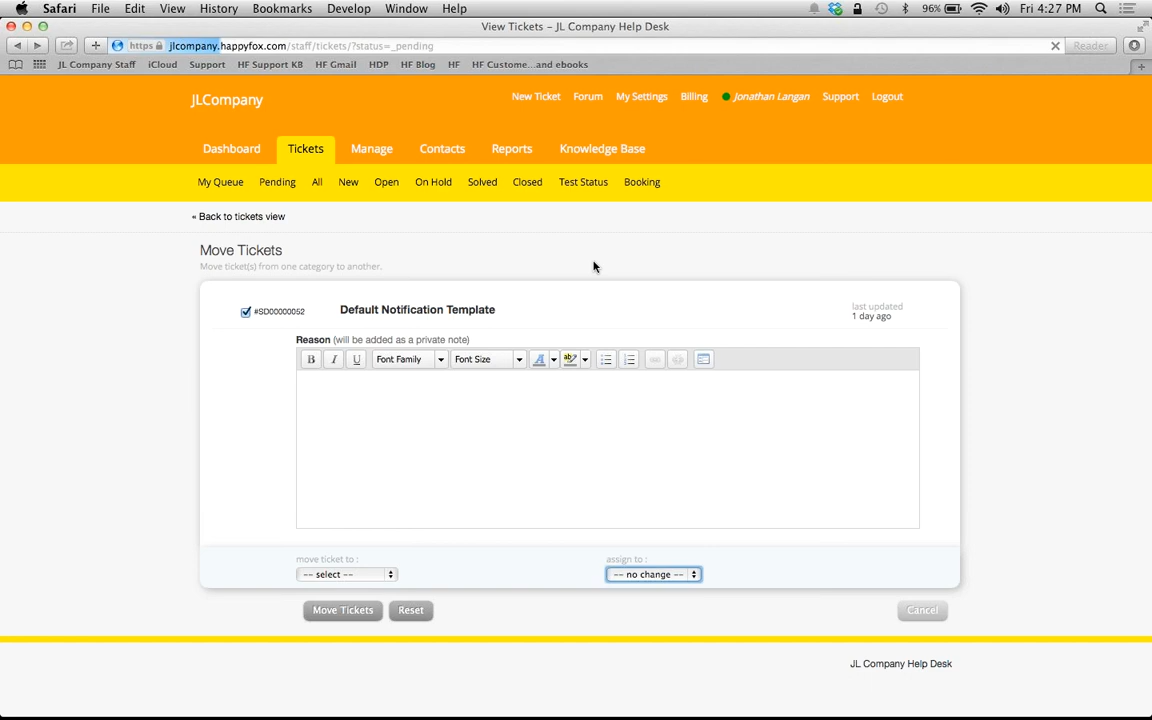 Safari File Edit View History Bookmarks Develop Window Help 96% Fri 4:27 PM
View Tickets – JL Company Help Desk
https jlcompany.happyfox.com/staff/tickets/?status=_pending Reader
JL Company Staff iCloud Support HF Support KB HF Gmail HDP HF Blog HF HF Custome...and ebooks
JLCompany
New Ticket Forum My Settings Billing Jonathan Langan Support Logout
Dashboard Tickets Manage Contacts Reports Knowledge Base
My Queue Pending All New Open On Hold Solved Closed Test Status Booking
« Back to tickets view
Move Tickets
Move ticket(s) from one category to another.
#SD00000052 Default Notification Template
last updated
1 day ago
Reason (will be added as a private note)
B I U Font Family Font Size A ab
move ticket to : assign to :
-- select -- -- no change --
Move Tickets Reset Cancel
JL Company Help Desk